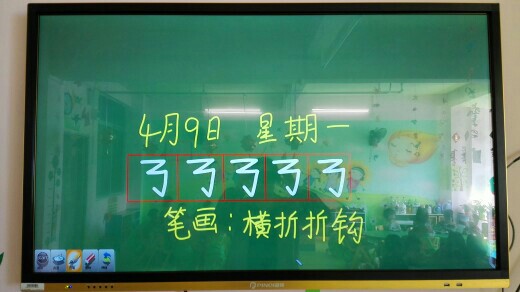 4月9日 星期一
㇡ ㇡ ㇡ ㇡ ㇡
笔画:横折折钩